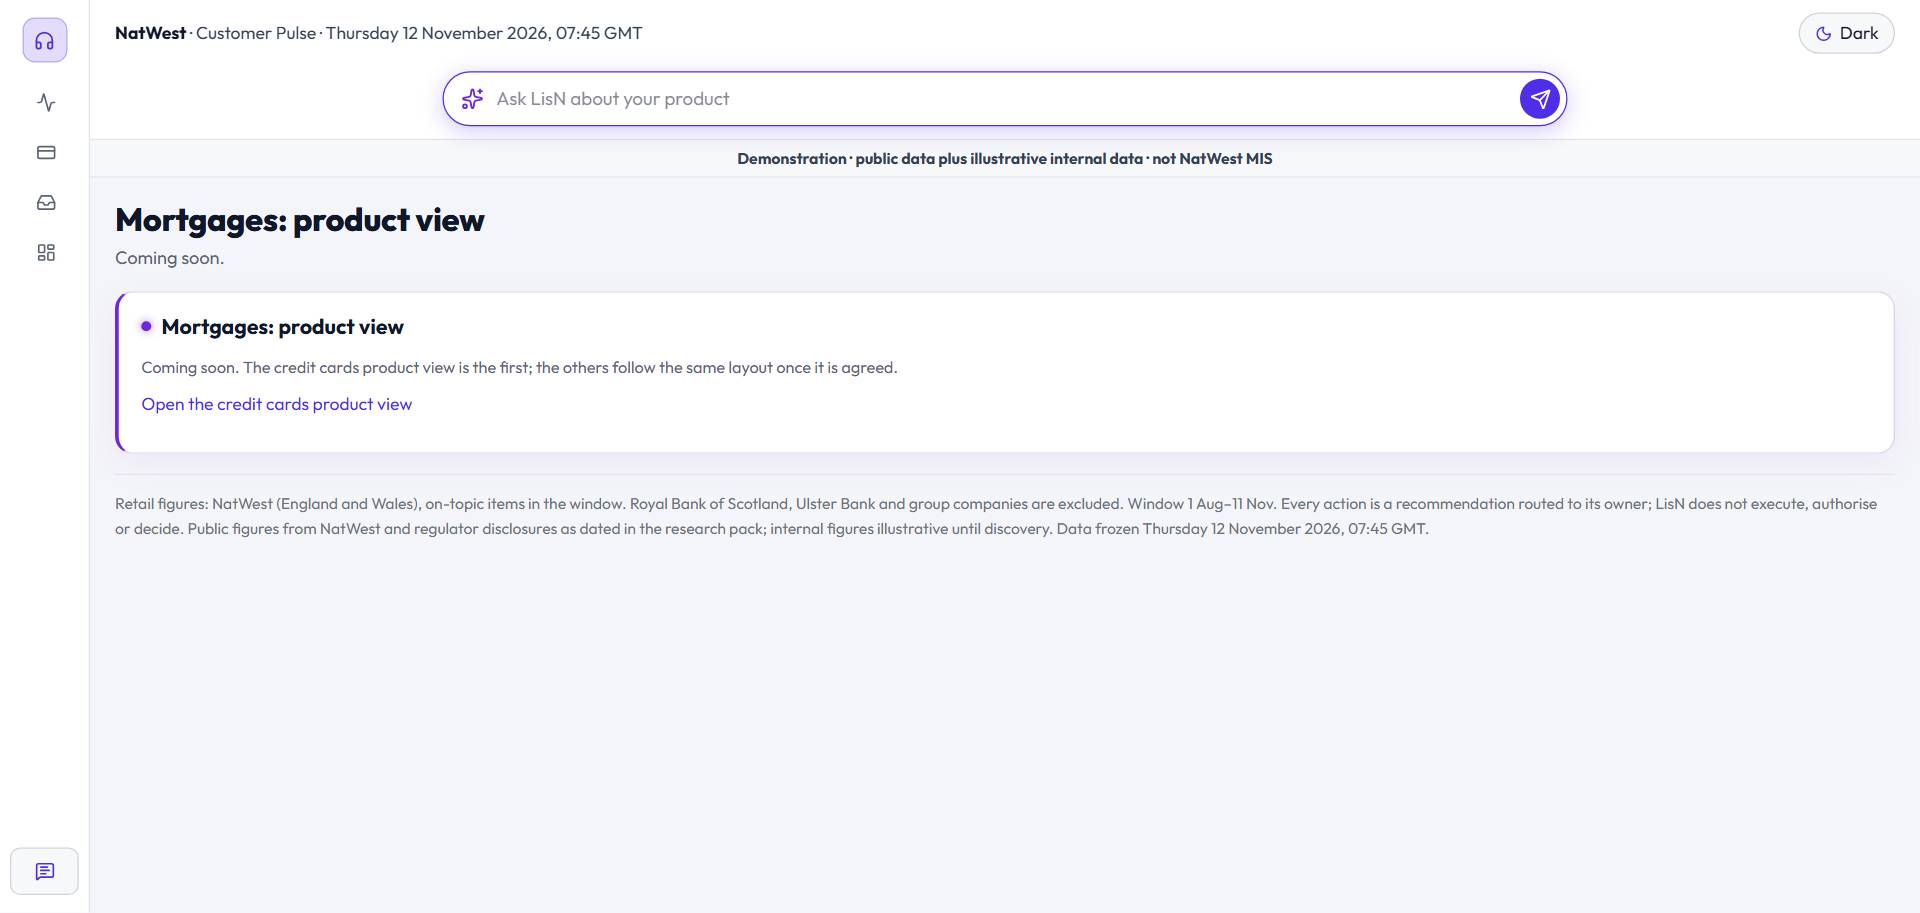 NatWest · Customer Pulse · Thursday 12 November 2026, 07:45 GMT
Dark
Ask LisN about your product
Demonstration · public data plus illustrative internal data · not NatWest MIS
Mortgages: product view
Coming soon.
Mortgages: product view
Coming soon. The credit cards product view is the first; the others follow the same layout once it is agreed.
Open the credit cards product view
Retail figures: NatWest (England and Wales), on-topic items in the window. Royal Bank of Scotland, Ulster Bank and group companies are excluded. Window 1 Aug–11 Nov. Every action is a recommendation routed to its owner; LisN does not execute, authorise
or decide. Public figures from NatWest and regulator disclosures as dated in the research pack; internal figures illustrative until discovery. Data frozen Thursday 12 November 2026, 07:45 GMT.